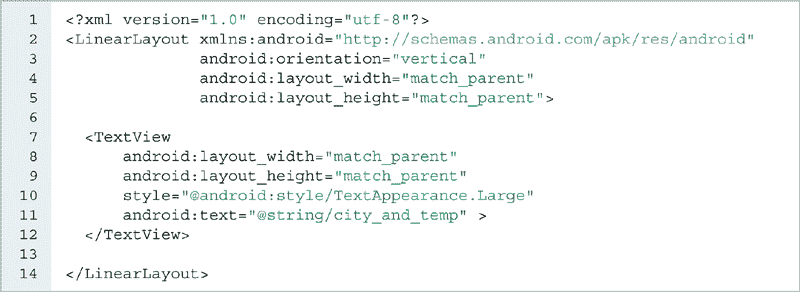 1 <?xml version="1.0" encoding="utf-8"?>
2 <LinearLayout xmlns:android="http://schemas.android.com/apk/res/android"
3 android:orientation="vertical"
4 android:layout_width="match_parent"
5 android:layout_height="match_parent">
6
7 <TextView
8 android:layout_width="match_parent"
9 android:layout_height="match_parent"
10 style="@android:style/TextAppearance.Large"
11 android:text="@string/city_and_temp" >
12 </TextView>
13
14 </LinearLayout>